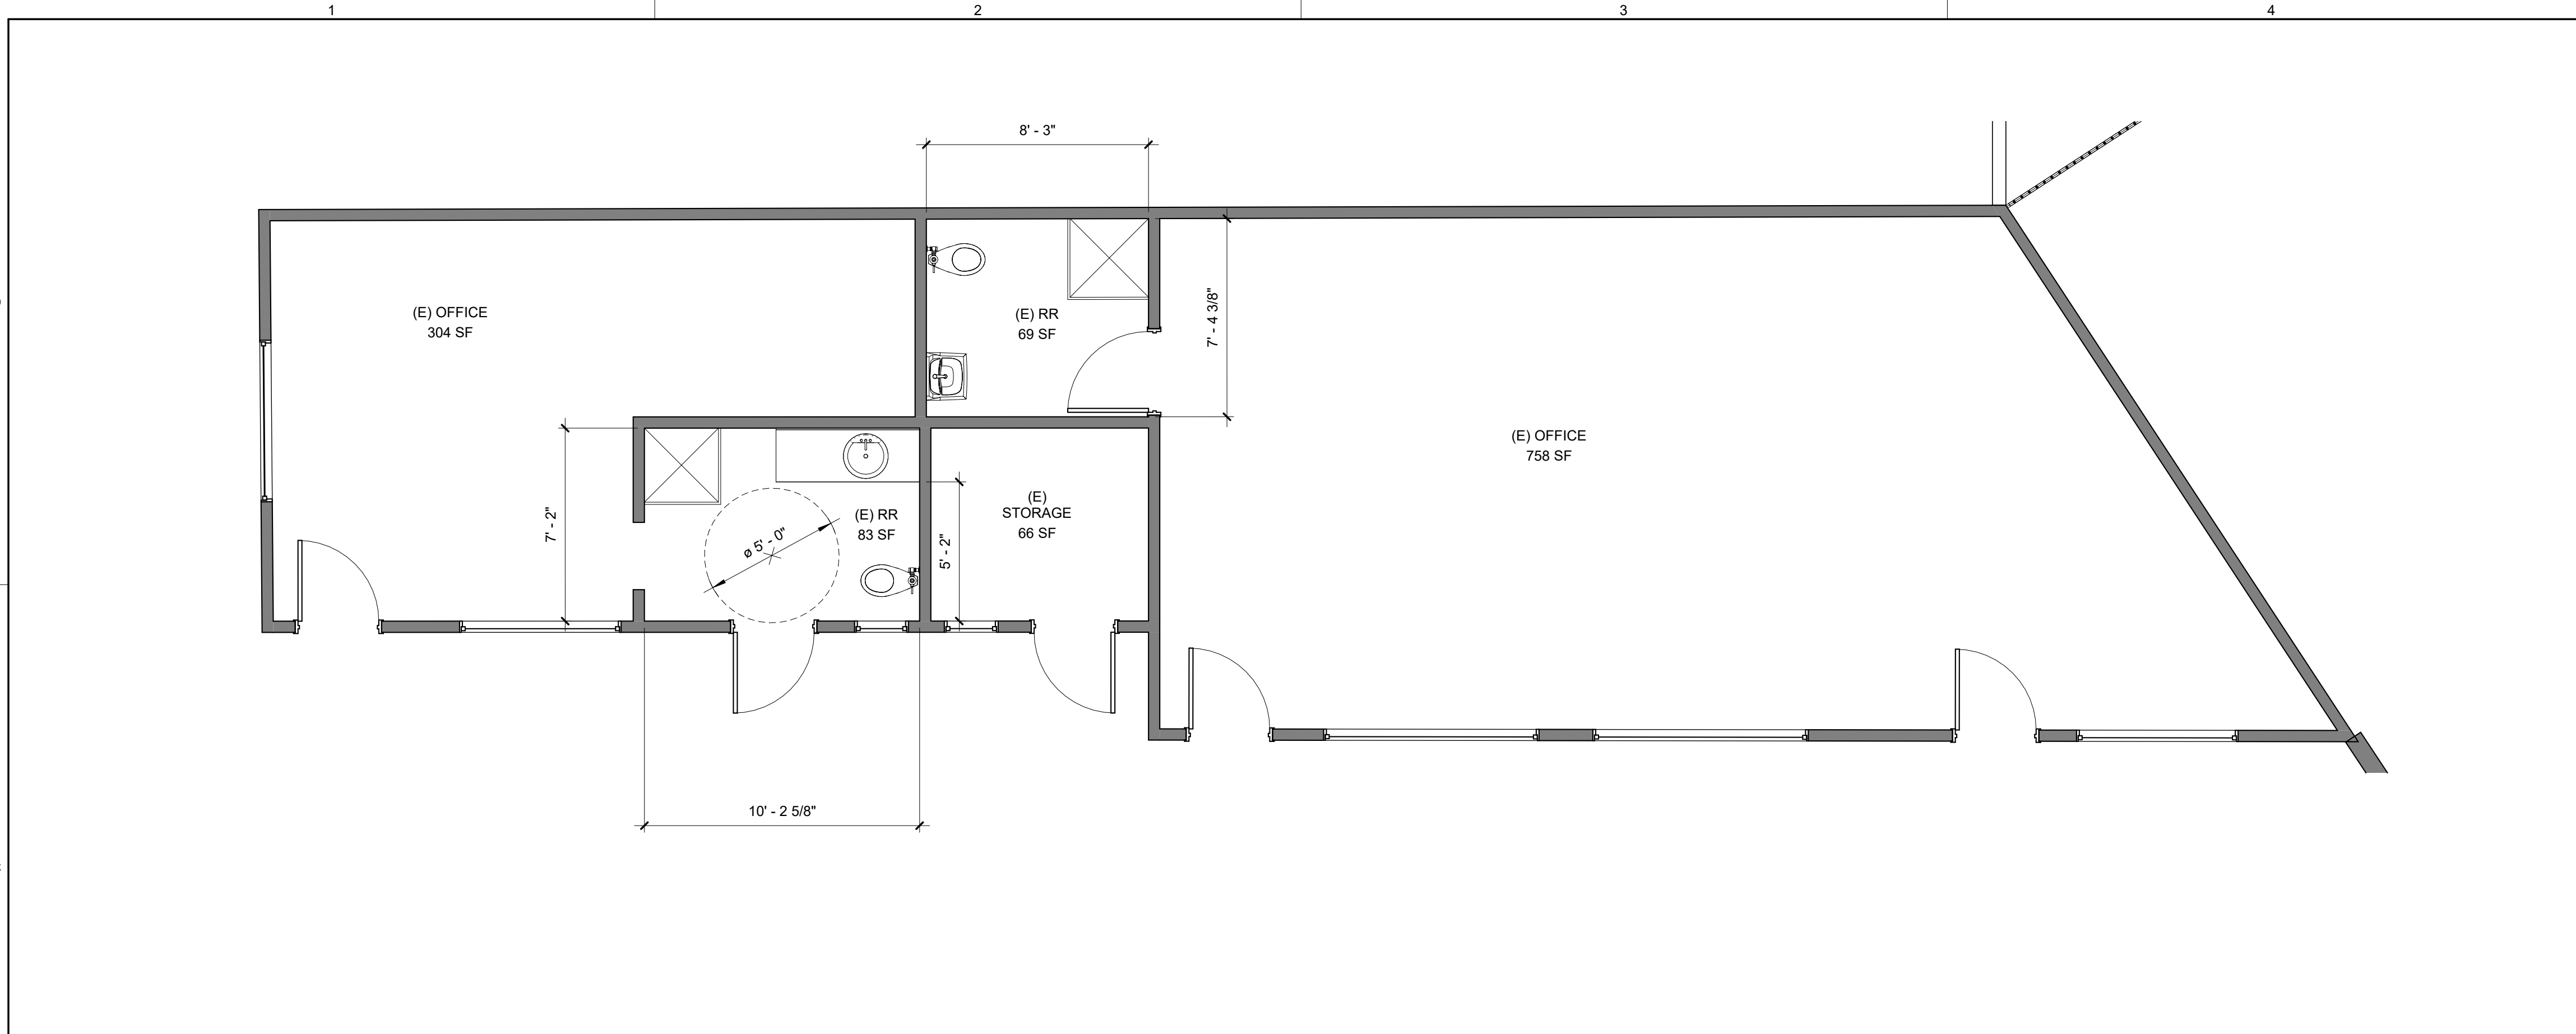 1
2
3
4
8' - 3"
(E) OFFICE
304 SF
(E) RR
69 SF
7' - 4 3/8"
(E) OFFICE
758 SF
7' - 2"
ø 5' - 0"
(E) RR
83 SF
5' - 2"
(E)
STORAGE
66 SF
10' - 2 5/8"